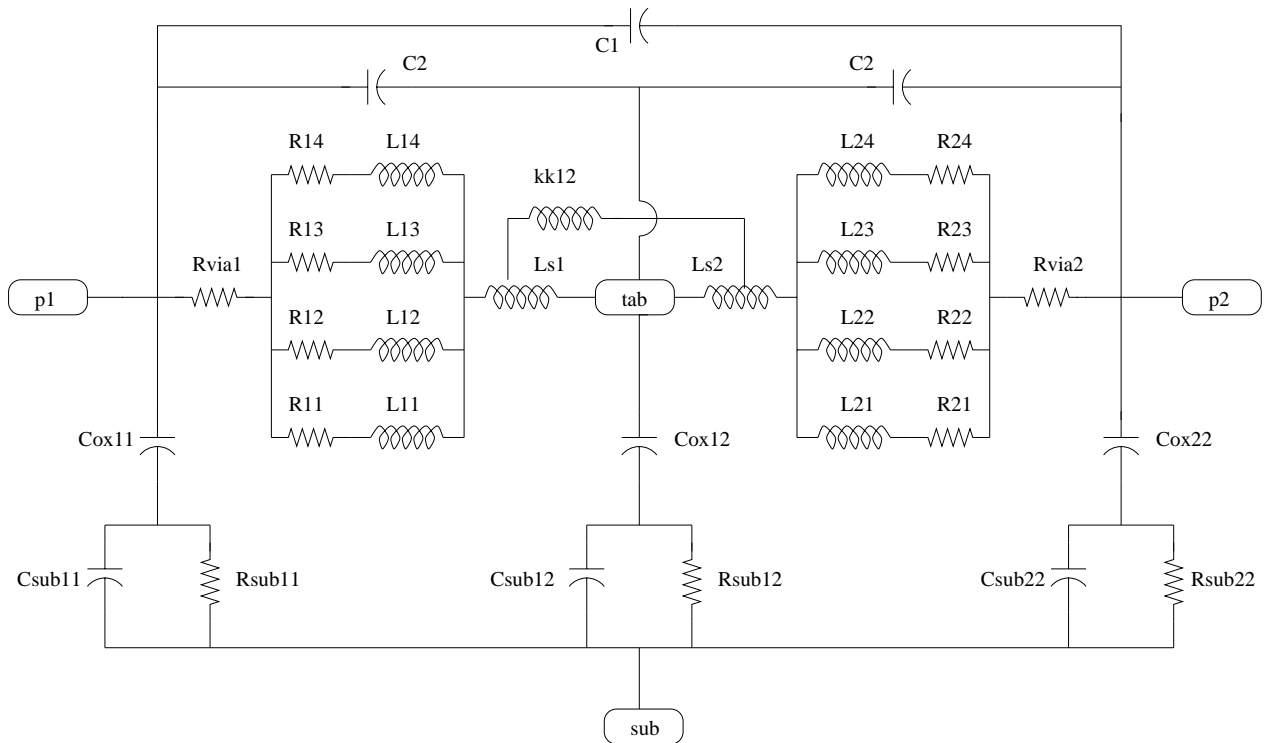 C1
C2
C2
R14
L14
L24
R24
kk12
R13
L13
L23
R23
Rvia1
Ls1
Ls2
Rvia2
p1
tab
p2
R12
L12
L22
R22
R11
L11
L21
R21
Cox11
Cox12
Cox22
Csub11
Rsub11
Csub12
Rsub12
Csub22
Rsub22
sub